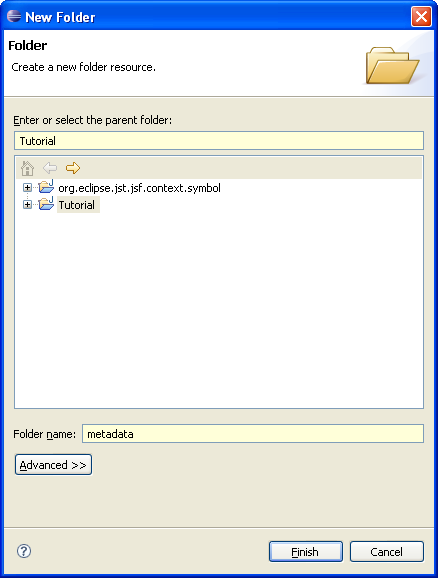 New Folder
Folder
Create a new folder resource.
Enter or select the parent folder:
Tutorial
org.eclipse.jst.jsf.context.symbol
Tutorial
Folder name: metadata
Advanced >>
? Finish Cancel